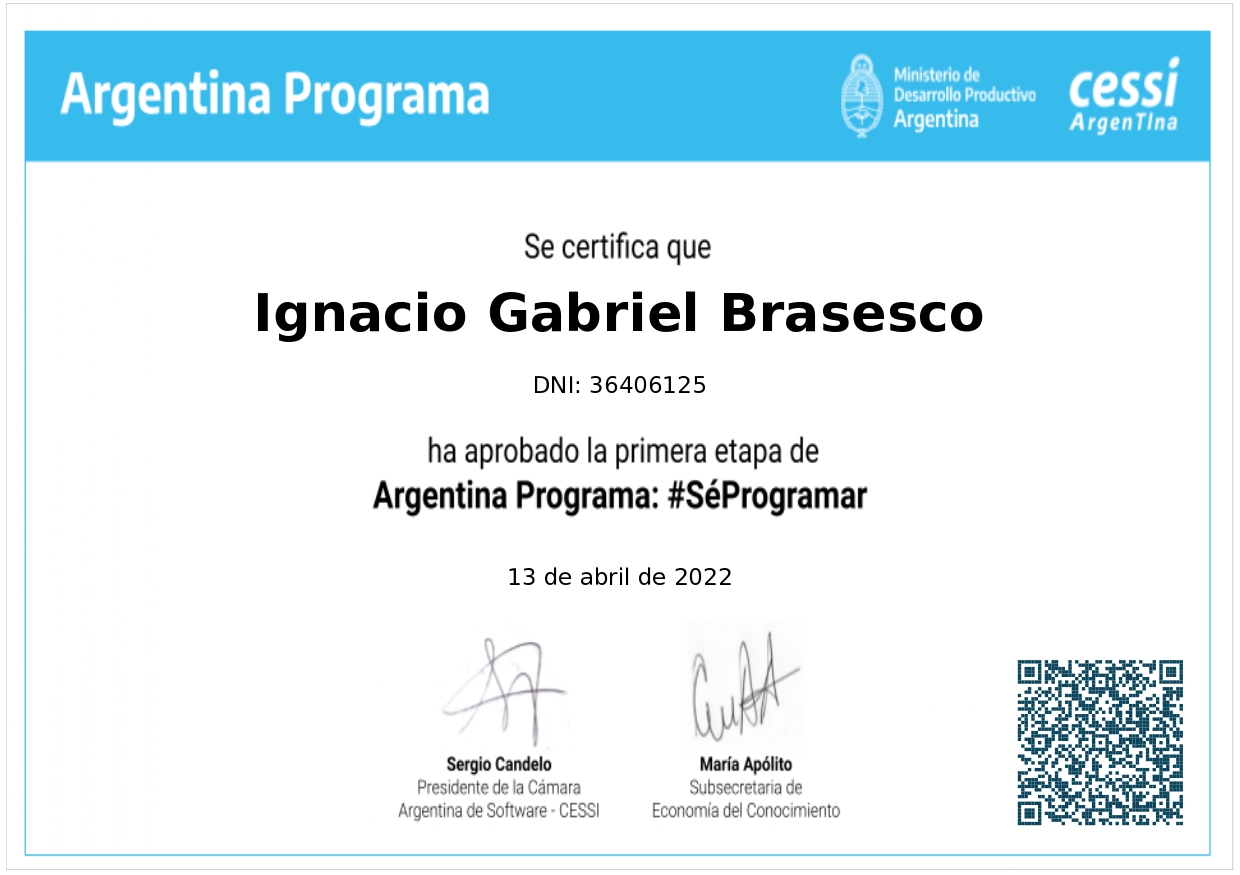 Argentina Programa
Ministerio de
Desarrollo Productivo
Argentina
cessi
ArgenTIna
Se certifica que
Ignacio Gabriel Brasesco
DNI: 36406125
ha aprobado la primera etapa de
Argentina Programa: #SéProgramar
13 de abril de 2022
Sergio Candelo
Presidente de la Cámara
Argentina de Software - CESSI
María Apólito
Subsecretaria de
Economía del Conocimiento